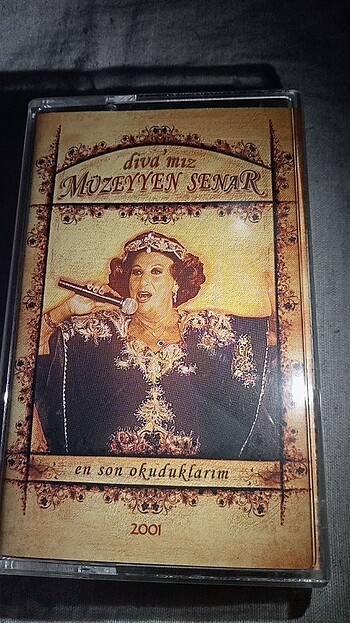 diva'mız
MÜZEYYEN SENAR
en son okuduklarım
2001